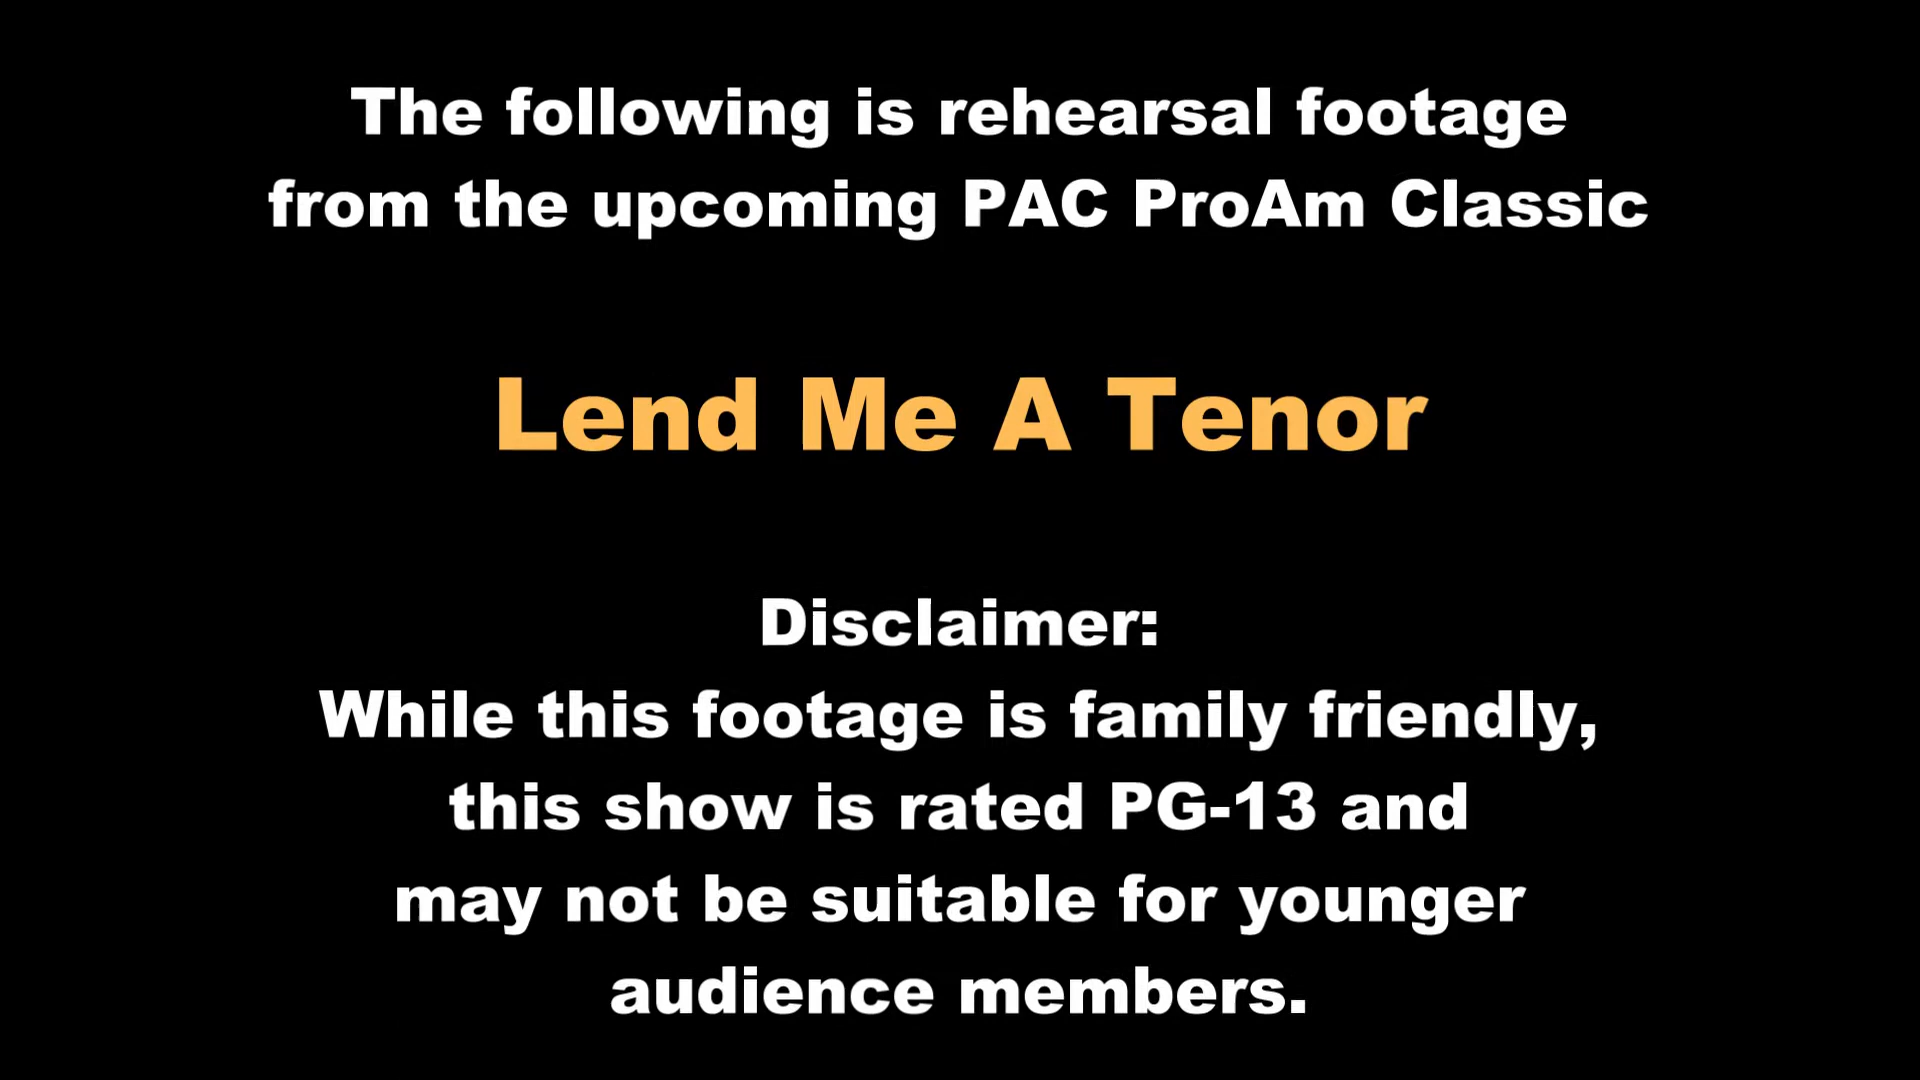 The following is rehearsal footage
from the upcoming PAC ProAm Classic
Lend Me A Tenor
Disclaimer:
While this footage is family friendly,
this show is rated PG-13 and
may not be suitable for younger
audience members.